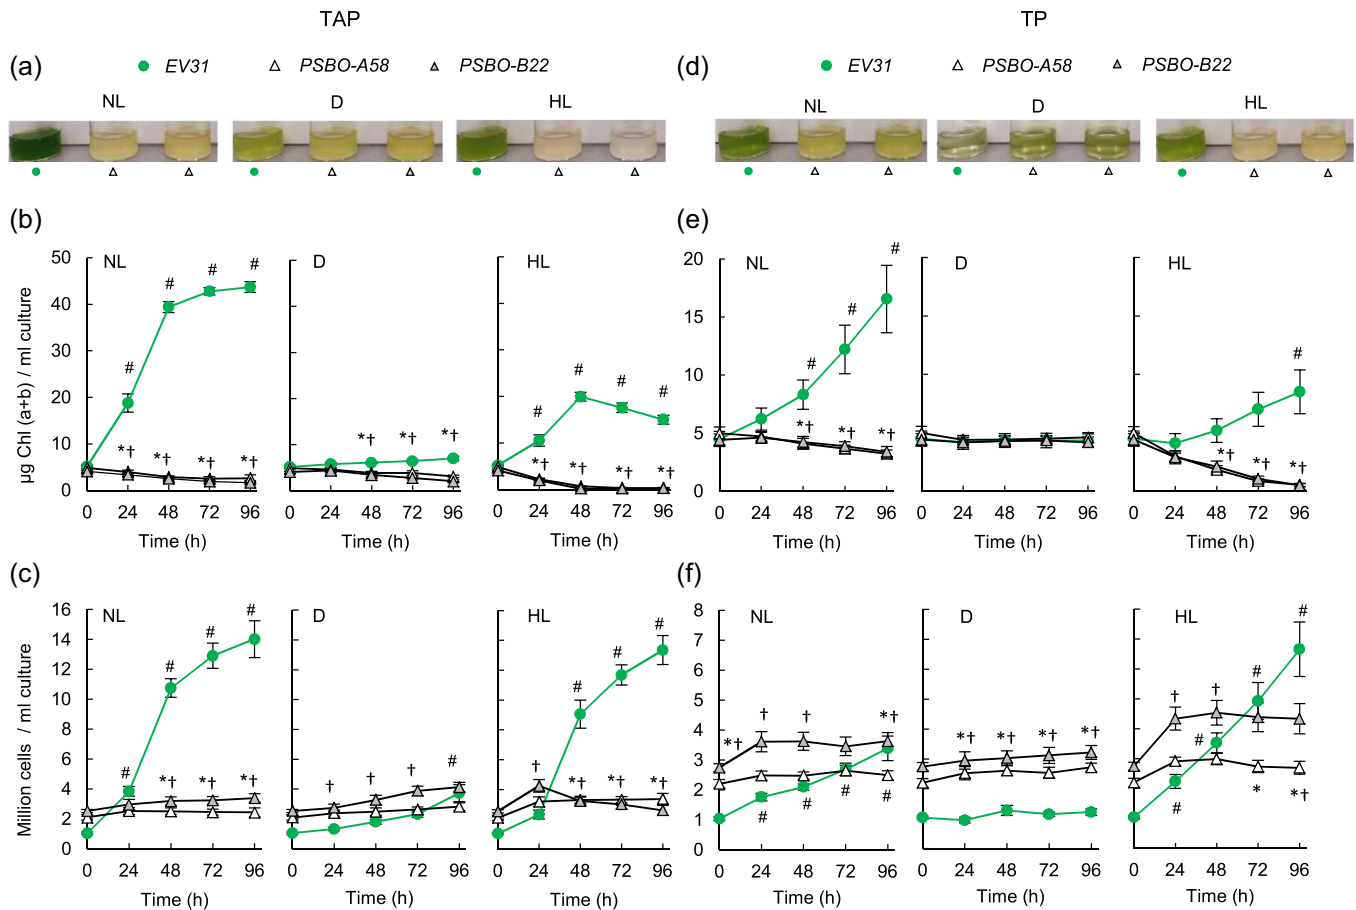 TAP
TP
(a)
EV31
PSBO-A58
PSBO-B22
NL
D
HL
(d)
EV31
PSBO-A58
PSBO-B22
NL
D
HL
(b)
µg Chl (a+b) / ml culture
50
40
30
20
10
0
NL
# # # # #
*† *† *† *†
0 24 48 72 96
Time (h)
D
*† *† *†
0 24 48 72 96
Time (h)
HL
# # # # #
*† *† *† *†
0 24 48 72 96
Time (h)
(e)
20
15
10
5
0
NL
# # #
*† *† *†
0 24 48 72 96
Time (h)
D
0 24 48 72 96
Time (h)
HL
#
*† *† *†
0 24 48 72 96
Time (h)
(c)
Million cells / ml culture
16
14
12
10
8
6
4
2
0
NL
# # # #
*† *† *†
0 24 48 72 96
Time (h)
D
† † † #
0 24 48 72 96
Time (h)
HL
# # # #
† *† *† *†
0 24 48 72 96
Time (h)
(f)
8
7
6
5
4
3
2
1
0
NL
*† † † *†
# # # #
0 24 48 72 96
Time (h)
D
*† *† *† *†
0 24 48 72 96
Time (h)
HL
† † # #
# # * *†
0 24 48 72 96
Time (h)